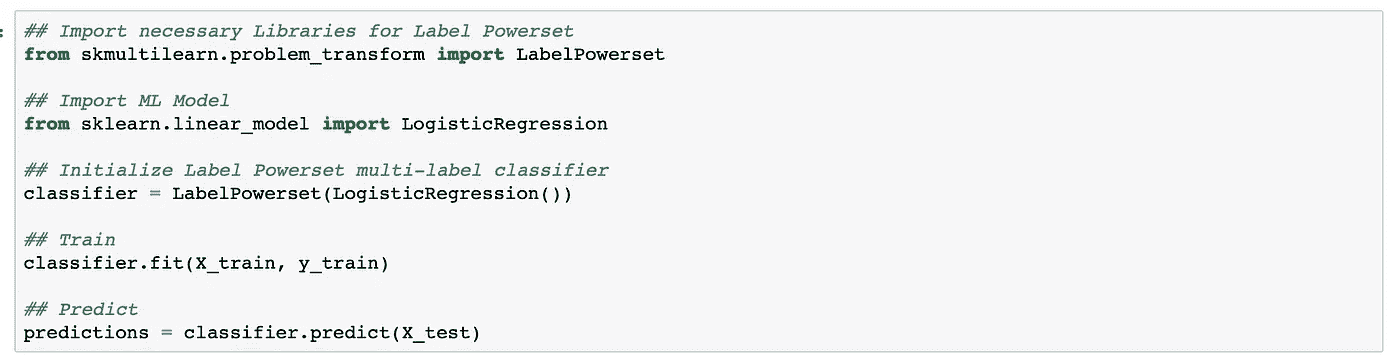 :
## Import necessary Libraries for Label Powerset
from skmultilearn.problem_transform import LabelPowerset
## Import ML Model
from sklearn.linear_model import LogisticRegression
## Initialize Label Powerset multi-label classifier
classifier = LabelPowerset(LogisticRegression())
## Train
classifier.fit(X_train, y_train)
## Predict
predictions = classifier.predict(X_test)